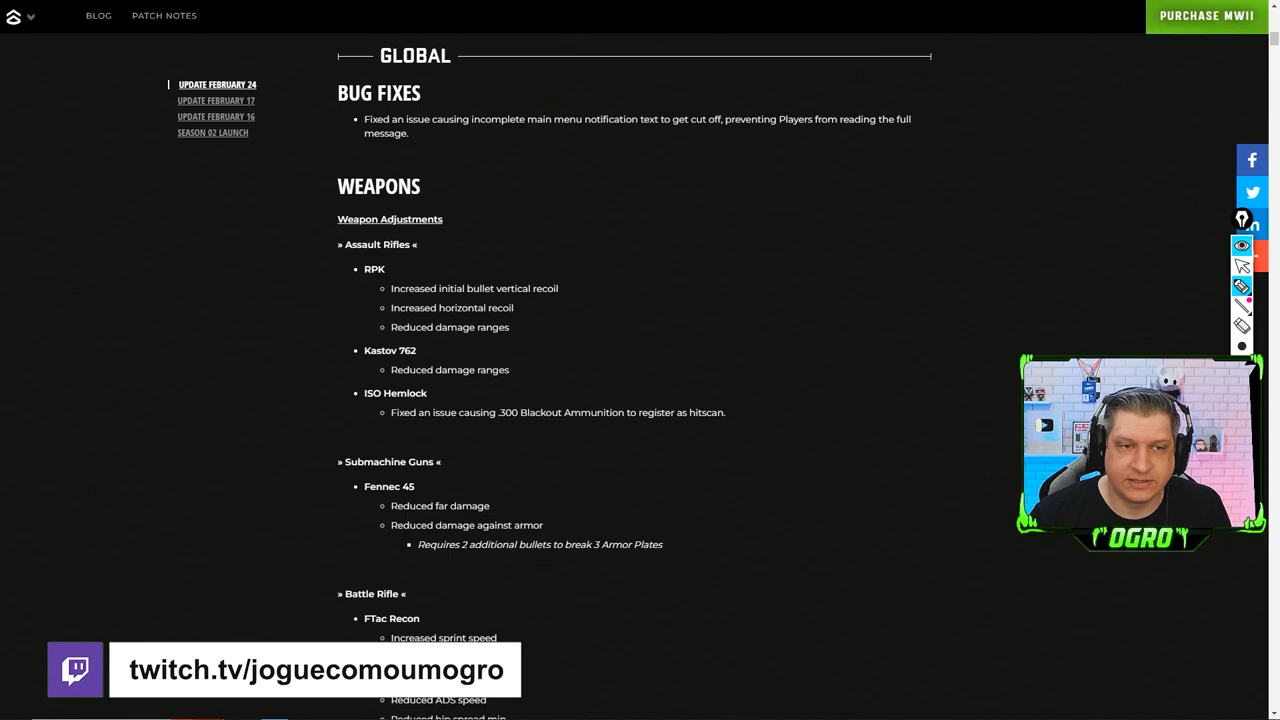 BLOG
PATCH NOTES
PURCHASE MWII
GLOBAL
UPDATE FEBRUARY 24
UPDATE FEBRUARY 17
UPDATE FEBRUARY 16
SEASON 02 LAUNCH
BUG FIXES
Fixed an issue causing incomplete main menu notification text to get cut off, preventing Players from reading the full
message.
WEAPONS
Weapon Adjustments
» Assault Rifles «
RPK
Increased initial bullet vertical recoil
Increased horizontal recoil
Reduced damage ranges
Kastov 762
Reduced damage ranges
ISO Hemlock
Fixed an issue causing .300 Blackout Ammunition to register as hitscan.
» Submachine Guns «
Fennec 45
Reduced far damage
Reduced damage against armor
Requires 2 additional bullets to break 3 Armor Plates
» Battle Rifle «
FTac Recon
Increased sprint speed
Reduced ADS speed
Reduced hip spread min
OGRO
twitch.tv/joguecomoumogro